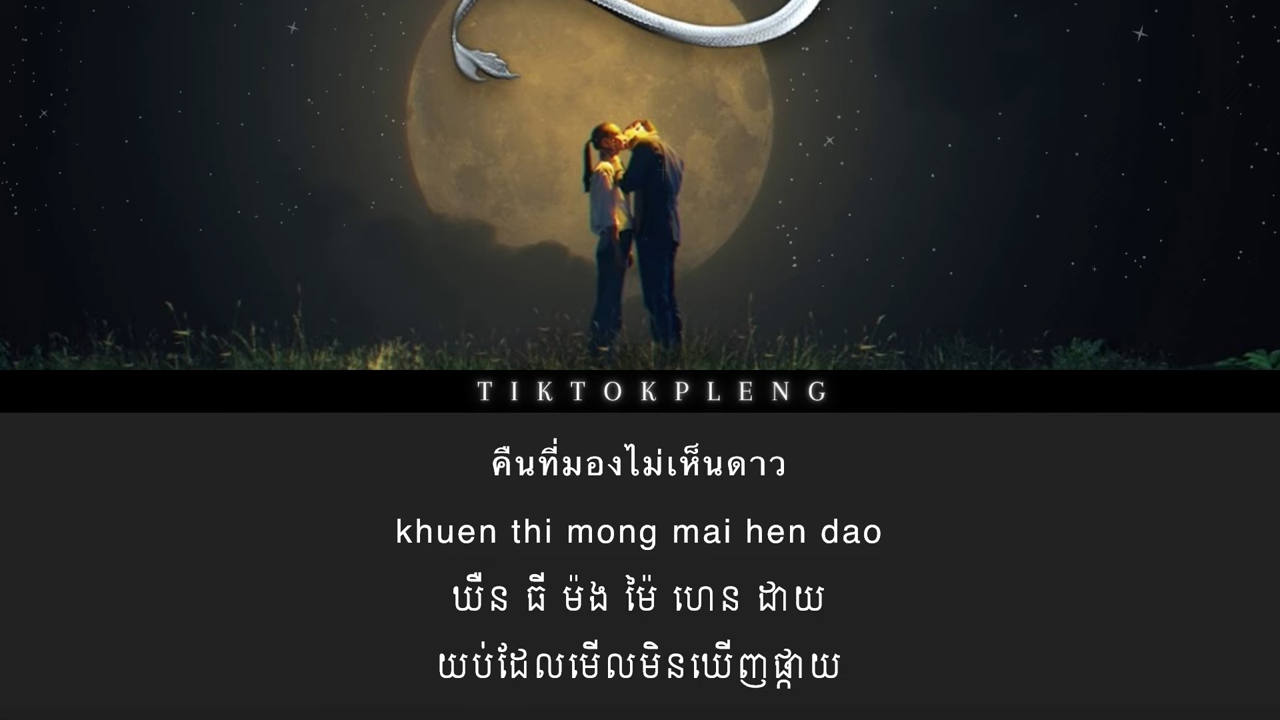 TIKTOKPLENG
คืนที่มองไม่เห็นดาว
khuen thi mong mai hen dao
ឃឺន ធី ម៉ង ម៉ៃ ហេន ដាយ
យប់ដែលមើលមិនឃើញផ្កាយ